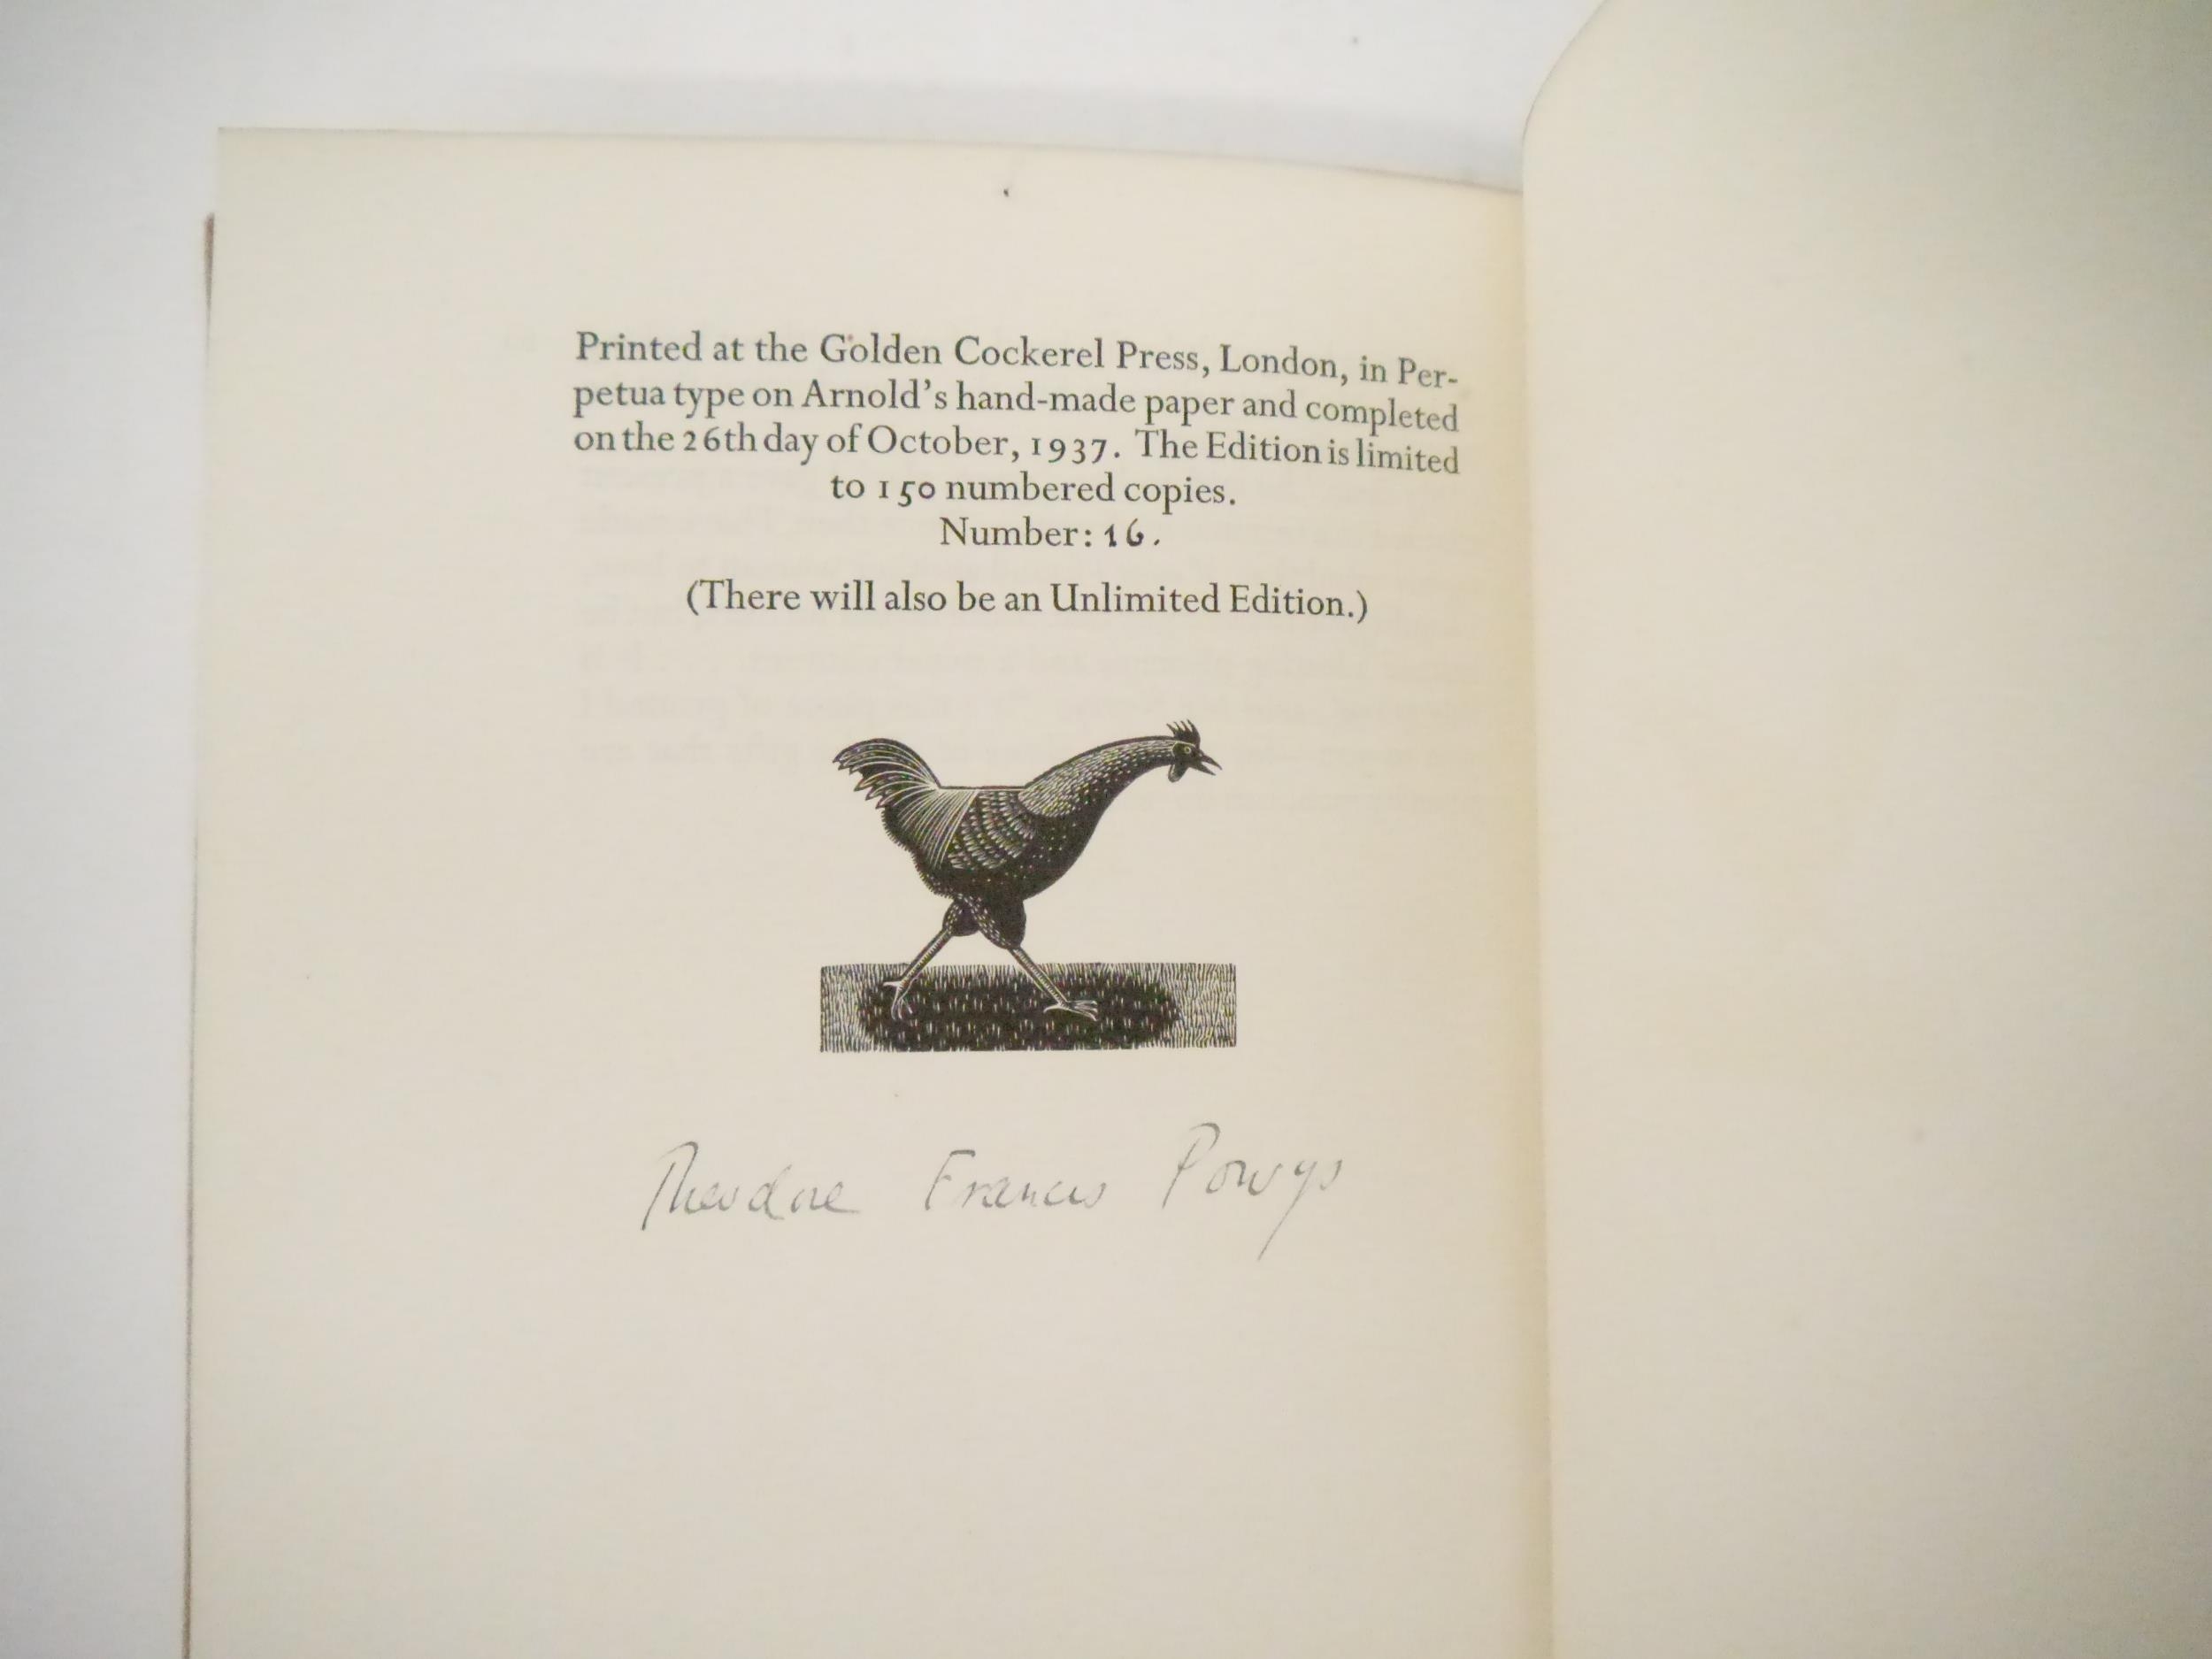 Printed at the Golden Cockerel Press, London, in Per-
petua type on Arnold's hand-made paper and completed
on the 26th day of October, 1937. The Edition is limited
to 150 numbered copies.
Number: 16.
(There will also be an Unlimited Edition.)
Theodore Francis Powys